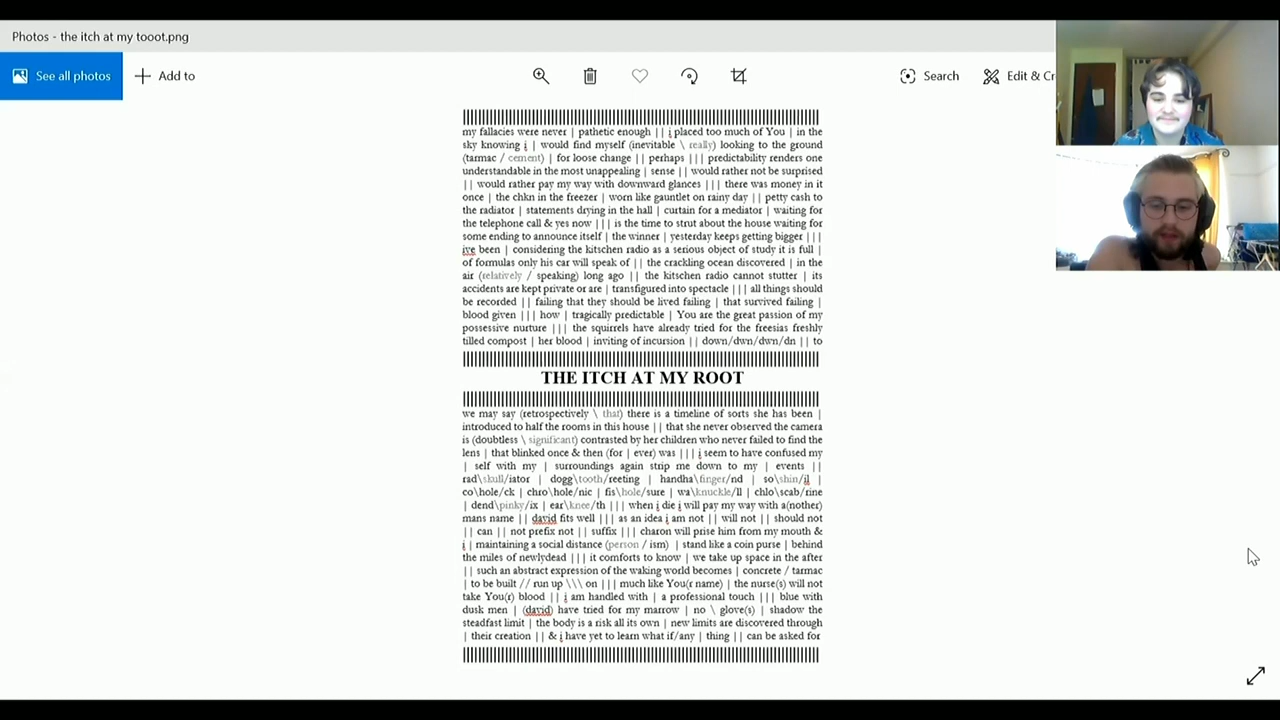 Photos - the itch at my tooot.png
See all photos
Add to
Search
Edit & Cr
my fallacies were never | pathetic enough || i placed too much of You | in the
sky knowing i | would find myself (inevitable \ really) looking to the ground
(tarmac / cement) | for loose change || perhaps ||| predictability renders one
understandable in the most unappealing | sense || would rather not be surprised
|| would rather pay my way with downward glances ||| there was money in it
once | the chkn in the freezer | worn like gauntlet on rainy day || petty cash to
the radiator | statements drying in the hall | curtain for a mediator | waiting for
the telephone call & yes now ||| is the time to strut about the house waiting for
some ending to announce itself | the winner | yesterday keeps getting bigger |||
ive been | considering the kitschen radio as a serious object of study it is full |
of formulas only his car will speak of || the crackling ocean discovered | in the
air (relatively / speaking) long ago || the kitschen radio cannot stutter | its
accidents are kept private or are | transfigured into spectacle ||| all things should
be recorded || failing that they should be lived failing | that survived failing |
blood given ||| how | tragically predictable | You are the great passion of my
possessive nurture ||| the squirrels have already tried for the freesias freshly
tilled compost | her blood | inviting of incursion || down/dwn/dwn/dn || to
THE ITCH AT MY ROOT
we may say (retrospectively \ that) there is a timeline of sorts she has been |
introduced to half the rooms in this house || that she never observed the camera
is (doubtless \ significant) contrasted by her children who never failed to find the
lens | that blinked once & then (for | ever) was ||| i seem to have confused my
| self with my | surroundings again strip me down to my | events ||
rad\skull/iator | dogg\tooth/reeting | handha\finger/nd | so\shin/il |
co\hole/ck | chro\hole/nic | fis\hole/sure | wa\knuckle/ll | chlo\scab/rine
| dend\pinky/ix | ear\knee/th ||| when i die i will pay my way with a(nother)
mans name || david fits well ||| as an idea i am not || will not || should not
|| can || not prefix not || suffix ||| charon will prise him from my mouth &
i | maintaining a social distance (person / ism) | stand like a coin purse | behind
the miles of newlydead ||| it comforts to know | we take up space in the after
|| such an abstract expression of the waking world becomes | concrete / tarmac
| to be built // run up \\\ on ||| much like You(r name) | the nurse(s) will not
take You(r) blood || i am handled with | a professional touch ||| blue with
dusk men | (david) have tried for my marrow | no \ glove(s) | shadow the
steadfast limit | the body is a risk all its own | new limits are discovered through
| their creation || & i have yet to learn what if/any | thing || can be asked for